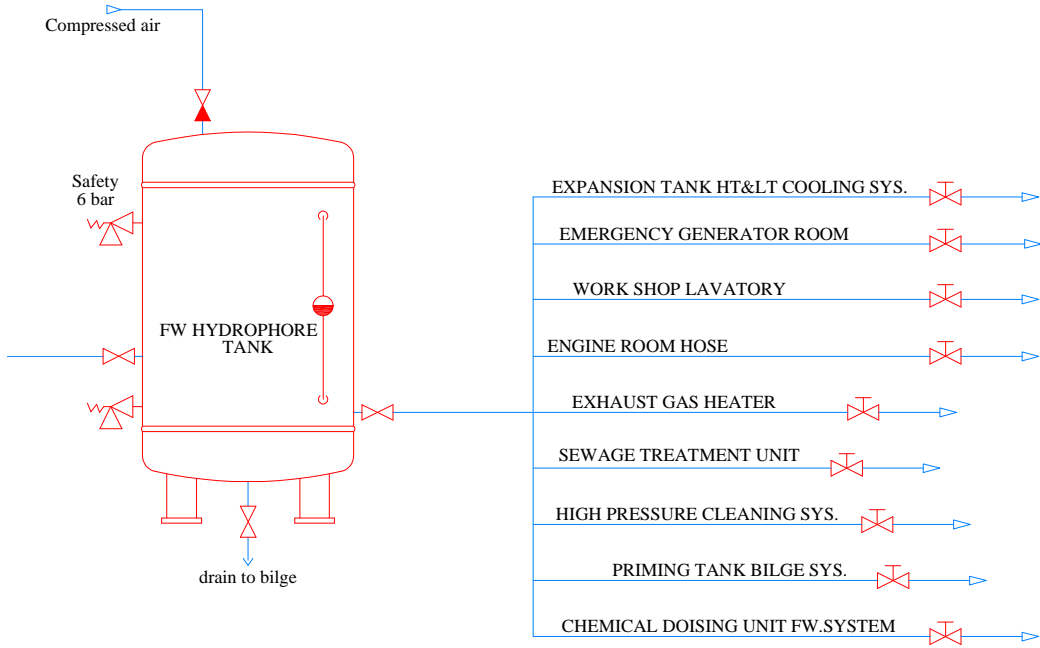 Compressed air
Safety
6 bar
FW HYDROPHORE
TANK
drain to bilge
EXPANSION TANK HT&LT COOLING SYS.
EMERGENCY GENERATOR ROOM
WORK SHOP LAVATORY
ENGINE ROOM HOSE
EXHAUST GAS HEATER
SEWAGE TREATMENT UNIT
HIGH PRESSURE CLEANING SYS.
PRIMING TANK BILGE SYS.
CHEMICAL DOISING UNIT FW.SYSTEM